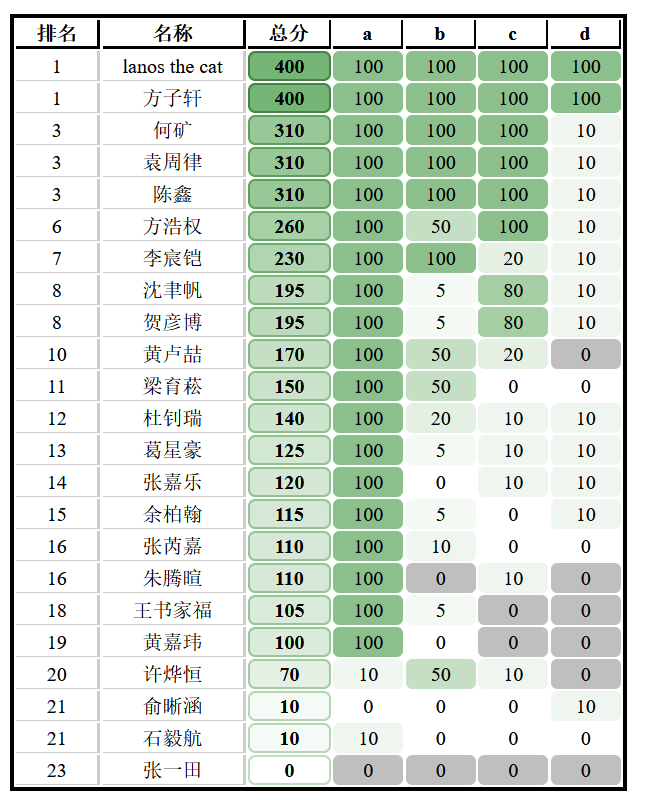 排名 名称 总分 a b c d
1 lanos the cat 400 100 100 100 100
1 方子轩 400 100 100 100 100
3 何矿 310 100 100 100 10
3 袁周律 310 100 100 100 10
3 陈鑫 310 100 100 100 10
6 方浩权 260 100 50 100 10
7 李宸铠 230 100 100 20 10
8 沈聿帆 195 100 5 80 10
8 贺彦博 195 100 5 80 10
10 黄卢喆 170 100 50 20 0
11 梁育菘 150 100 50 0 0
12 杜钊瑞 140 100 20 10 10
13 葛星豪 125 100 5 10 10
14 张嘉乐 120 100 0 10 10
15 余柏翰 115 100 5 0 10
16 张芮嘉 110 100 10 0 0
16 朱腾暄 110 100 0 10 0
18 王书家福 105 100 5 0 0
19 黄嘉玮 100 100 0 0 0
20 许烨恒 70 10 50 10 0
21 俞晰涵 10 0 0 0 10
21 石毅航 10 10 0 0 0
23 张一田 0 0 0 0 0